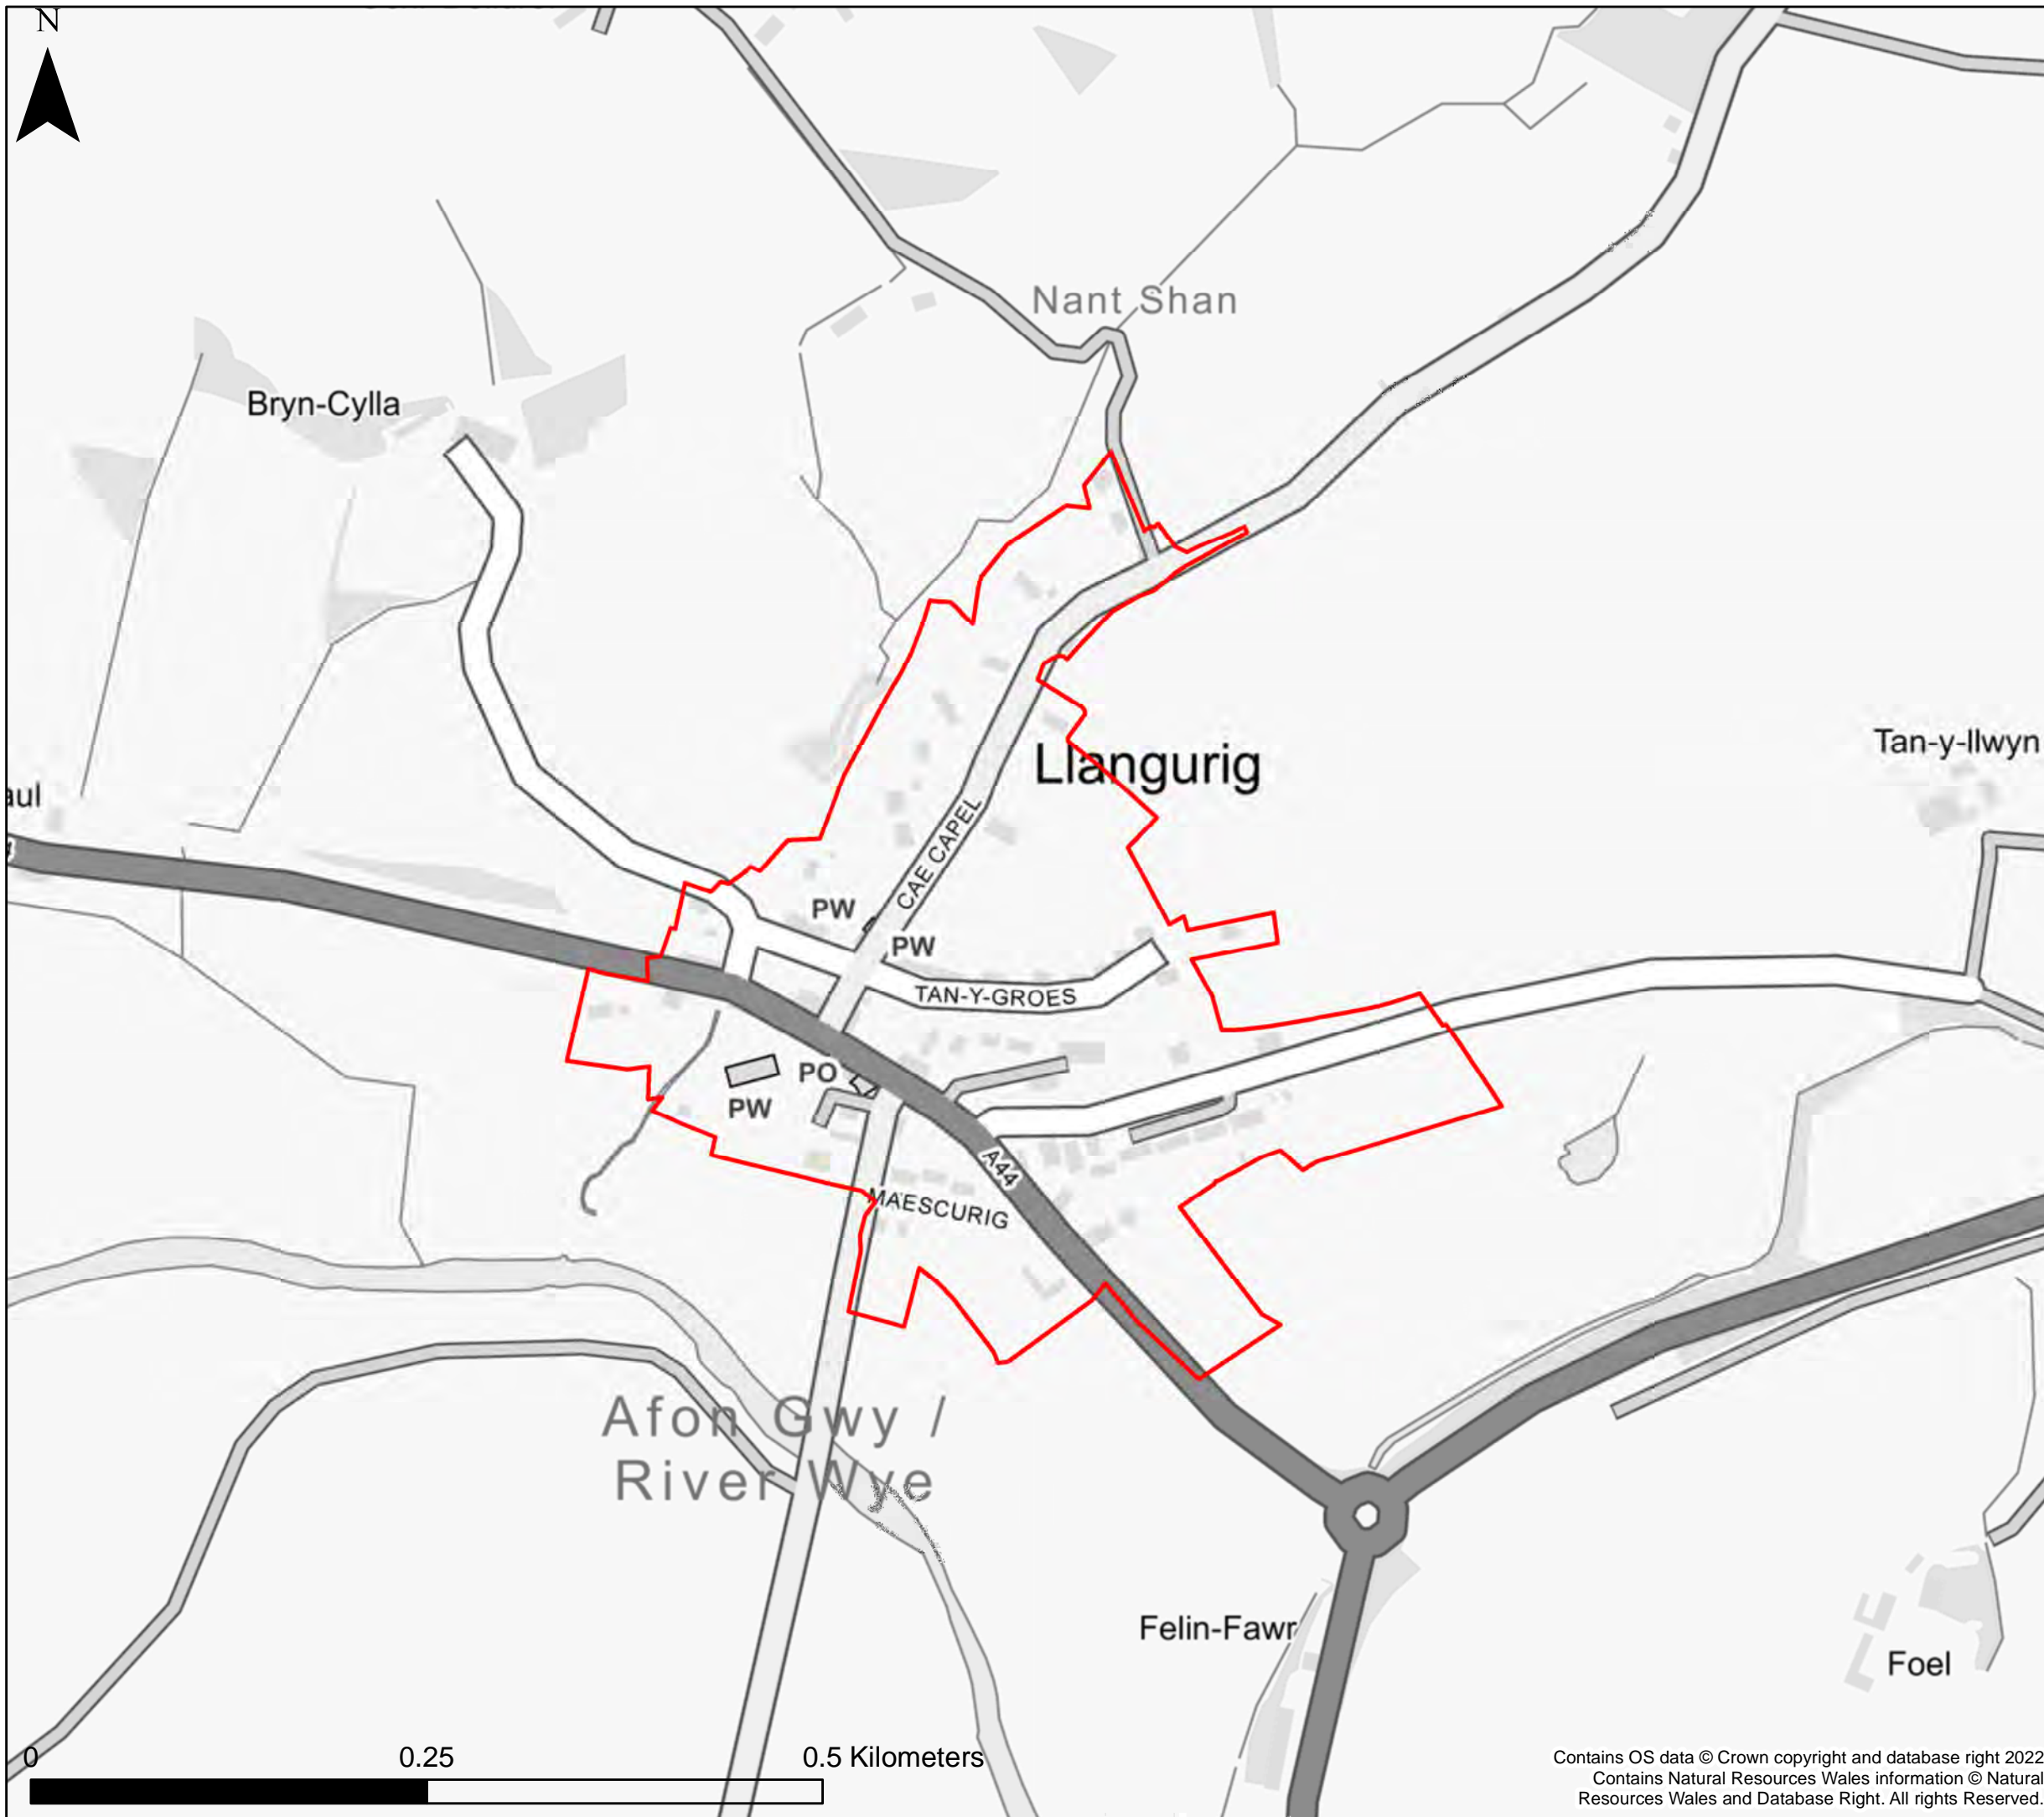 N
Nant Shan
Bryn-Cylla
Llangurig
Tan-y-llwyn
aul
CAE CAPEL
PW
PW
TAN-Y-GROES
PO
PW
A44
MAESCURIG
Afon Gwy /
River Wye
Felin-Fawr
Foel
0
0.25
0.5 Kilometers
Contains OS data © Crown copyright and database right 2022
Contains Natural Resources Wales information © Natural
Resources Wales and Database Right. All rights Reserved.